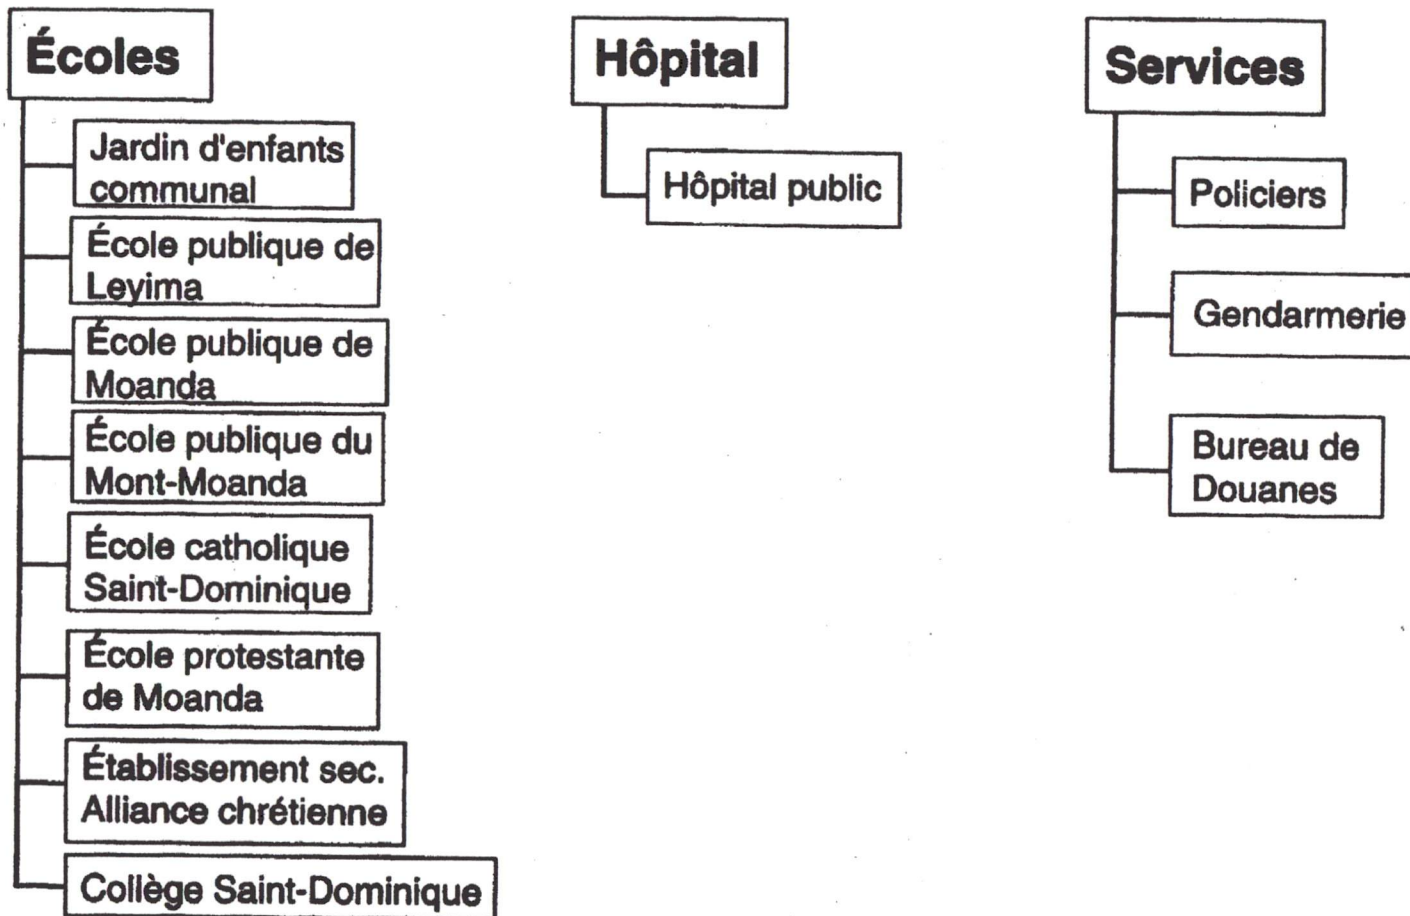 Écoles
Jardin d'enfants
communal
École publique de
Leyima
École publique de
Moanda
École publique du
Mont-Moanda
École catholique
Saint-Dominique
École protestante
de Moanda
Établissement sec.
Alliance chrétienne
Collège Saint-Dominique
Hôpital
Hôpital public
Services
Policiers
Gendarmerie
Bureau de
Douanes